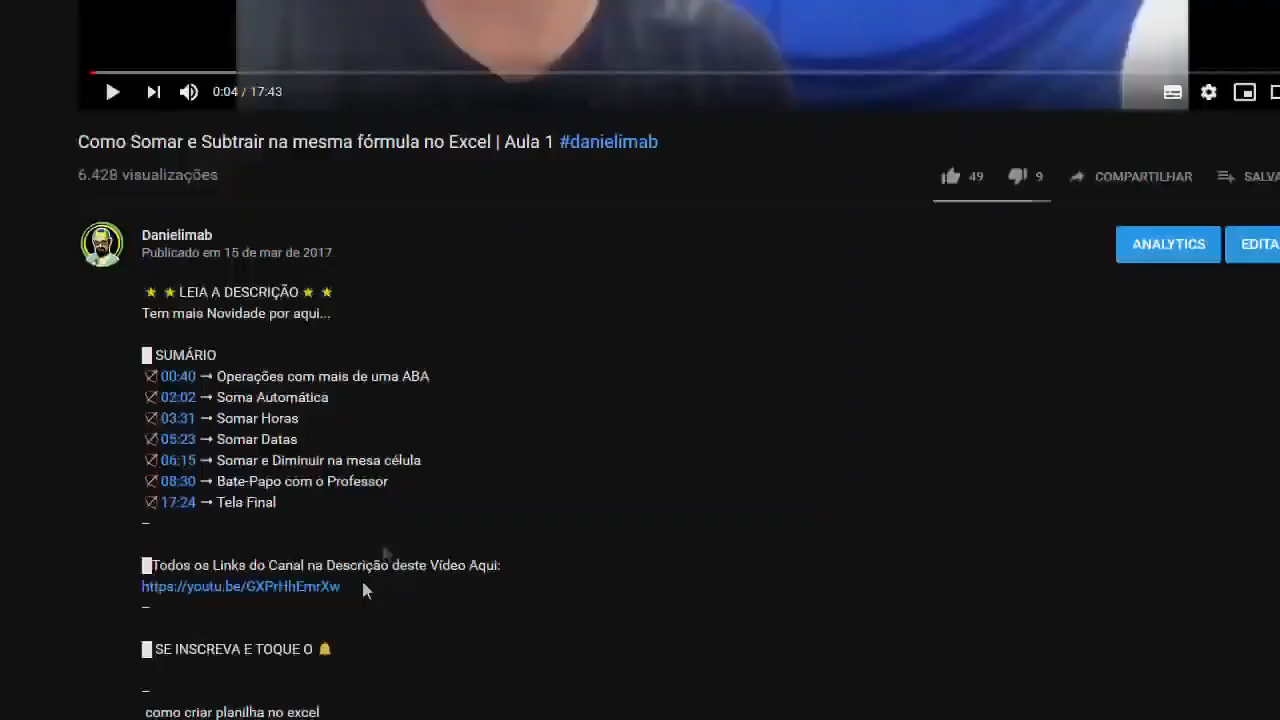 0:04 / 17:43
Como Somar e Subtrair na mesma fórmula no Excel | Aula 1 #danielimab
6.428 visualizações
49 9 COMPARTILHAR SALVA
Danielimab
Publicado em 15 de mar de 2017
ANALYTICS EDITA
LEIA A DESCRIÇÃO
Tem mais Novidade por aqui...
SUMÁRIO
00:40 → Operações com mais de uma ABA
02:02 → Soma Automática
03:31 → Somar Horas
05:23 → Somar Datas
06:15 → Somar e Diminuir na mesa célula
08:30 → Bate-Papo com o Professor
17:24 → Tela Final
–
Todos os Links do Canal na Descrição deste Vídeo Aqui:
https://youtu.be/GXPrHhEmrXw
–
SE INSCREVA E TOQUE O
–
como criar planilha no excel